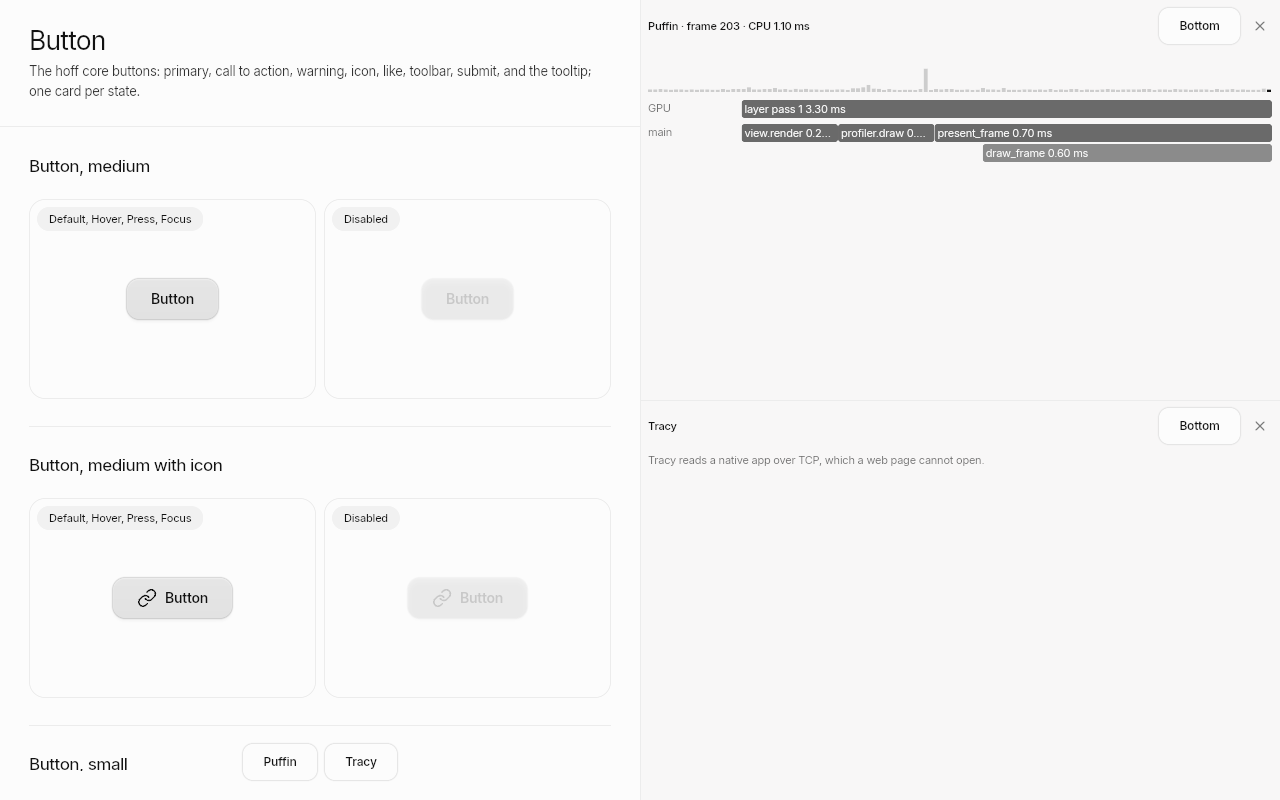 Button
The hoff core buttons: primary, call to action, warning, icon, like, toolbar, submit, and the tooltip;
one card per state.
Button, medium
Default, Hover, Press, Focus
Disabled
Button
Button
Button, medium with icon
Default, Hover, Press, Focus
Disabled
Button
Button
Button, small
Puffin
Tracy
Puffin · frame 203 · CPU 1.10 ms
Bottom
GPU
layer pass 1 3.30 ms
main
view.render 0.2...
profiler.draw 0....
present_frame 0.70 ms
draw_frame 0.60 ms
Tracy
Bottom
Tracy reads a native app over TCP, which a web page cannot open.